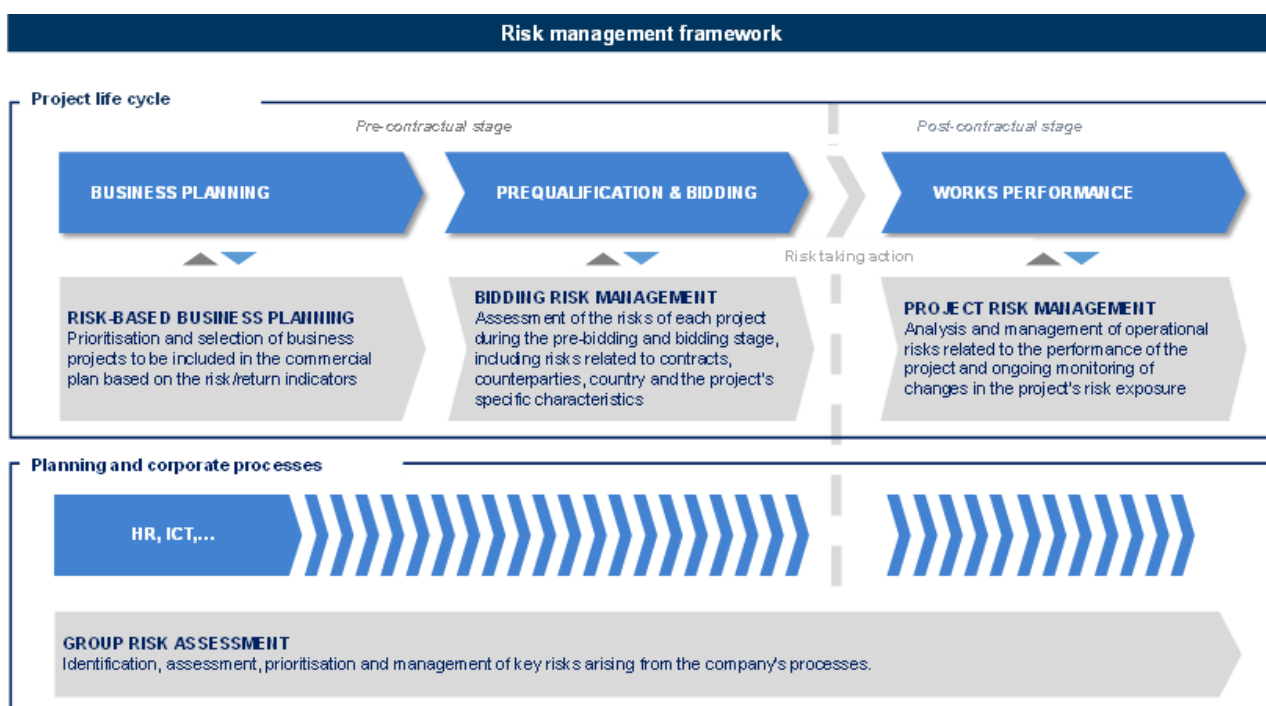 Risk management framework
Project life cycle
Pre-contractual stage
Post-contractual stage
BUSINESS PLANNING
PREQUALIFICATION & BIDDING
WORKS PERFORMANCE
Risk taking action
RISK-BASED BUSINESS PLANNING
Prioritisation and selection of business
projects to be included in the commercial
plan based on the risk/return indicators
BIDDING RISK MANAGEMENT
Assessment of the risks of each project
during the pre-bidding and bidding stage,
including risks related to contracts,
counterparties, country and the project's
specific characteristics
PROJECT RISK MANAGEMENT
Analysis and management of operational
risks related to the performance of the
project and ongoing monitoring of
changes in the project's risk exposure
Planning and corporate processes
HR, ICT,...
GROUP RISK ASSESSMENT
Identification, assessment, prioritisation and management of key risks arising from the company's processes.